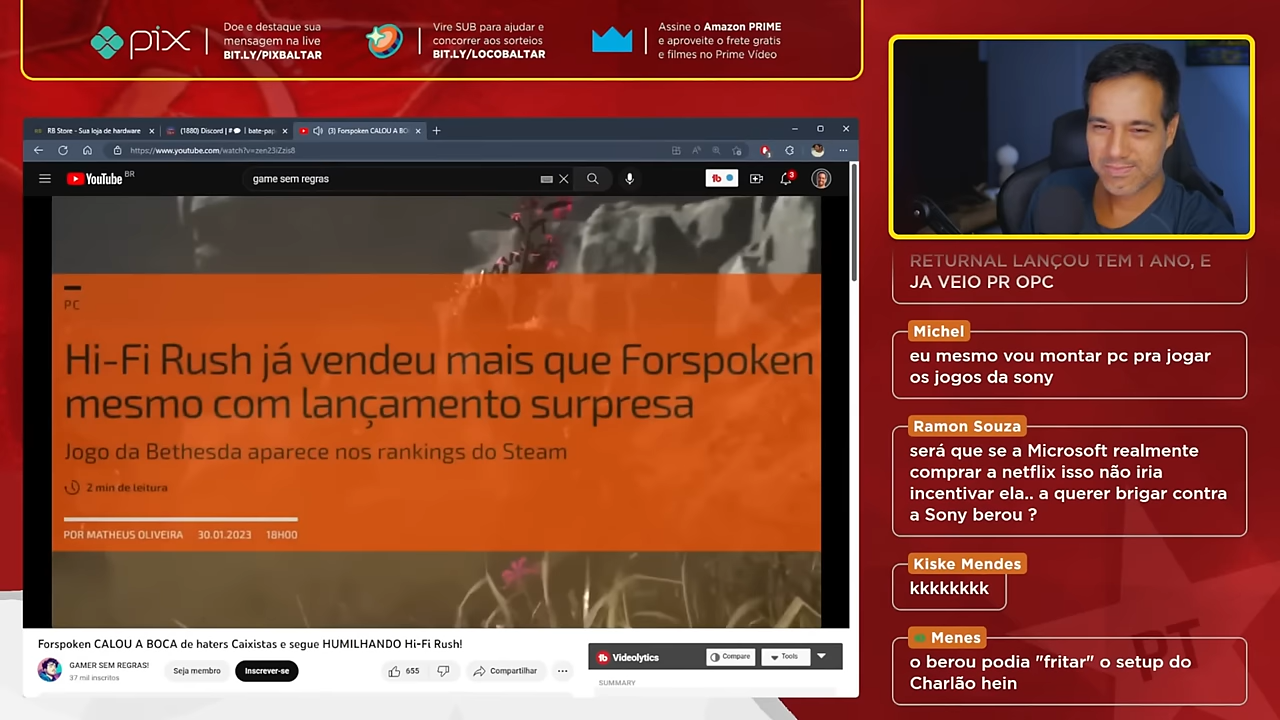 pix
Doe e destaque sua
mensagem na live
BIT.LY/PIXBALTAR
Vire SUB para ajudar e
concorrer aos sorteios
BIT.LY/LOCOBALTAR
Assine o Amazon PRIME
e aproveite o frete gratis
e filmes no Prime Vídeo
RB Store - Sua loja de hardware
(1880) Discord | #
bate-pap
(3) Forspoken CALOU A BO
https://www.youtube.com/watch?v=zen23iZzis8
YouTube BR
game sem regras
3
PC
Hi-Fi Rush já vendeu mais que Forspoken
mesmo com lançamento surpresa
Jogo da Bethesda aparece nos rankings do Steam
2 min de leitura
POR MATHEUS OLIVEIRA 30.01.2023 18H00
Forspoken CALOU A BOCA de haters Caixistas e segue HUMILHANDO Hi-Fi Rush!
GAMER SEM REGRAS!
37 mil inscritos
Seja membro
Inscrever-se
655
Compartilhar
Videolytics
Compare
Tools
SUMMARY
RETURNAL LANÇOU TEM 1 ANO, E
JA VEIO PR OPC
Michel
eu mesmo vou montar pc pra jogar
os jogos da sony
Ramon Souza
será que se a Microsoft realmente
comprar a netflix isso não iria
incentivar ela.. a querer brigar contra
a Sony berou ?
Kiske Mendes
kkkkkkkk
Menes
o berou podia "fritar" o setup do
Charlão hein
PT